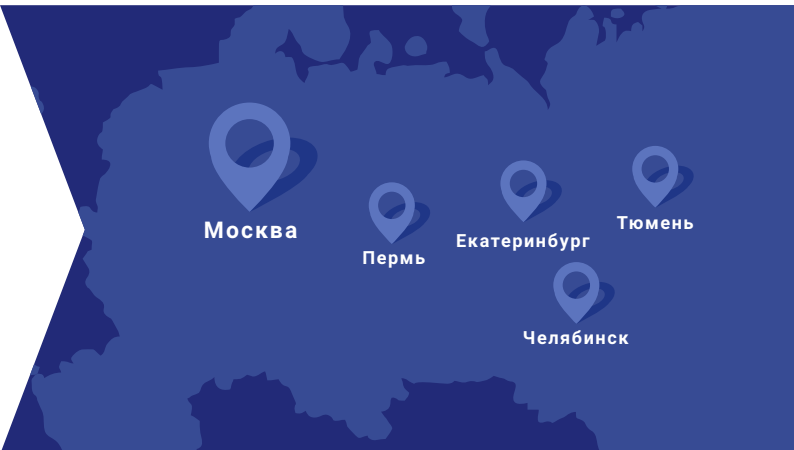 Москва
Пермь
Екатеринбург
Тюмень
Челябинск